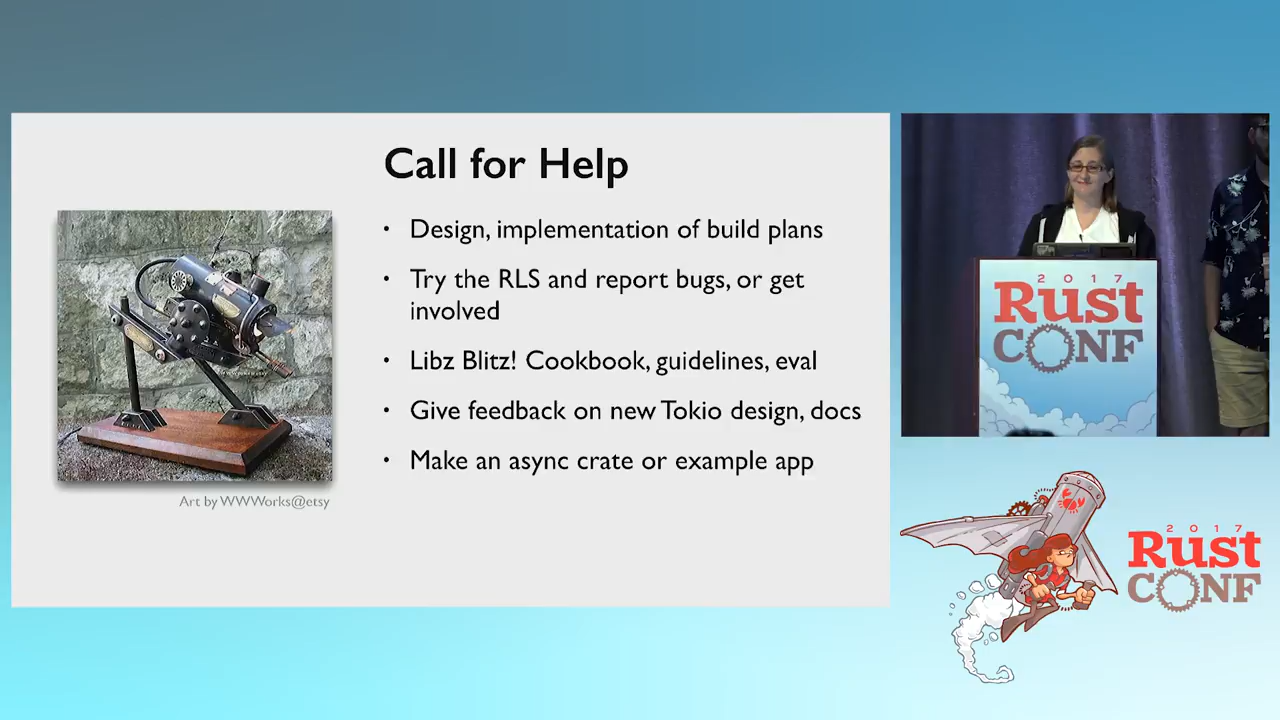 Call for Help
• Design, implementation of build plans
• Try the RLS and report bugs, or get
involved
• Libz Blitz! Cookbook, guidelines, eval
• Give feedback on new Tokio design, docs
• Make an async crate or example app
Art by WWWorks@etsy
2017
Rust
CONF
2017
Rust
CONF